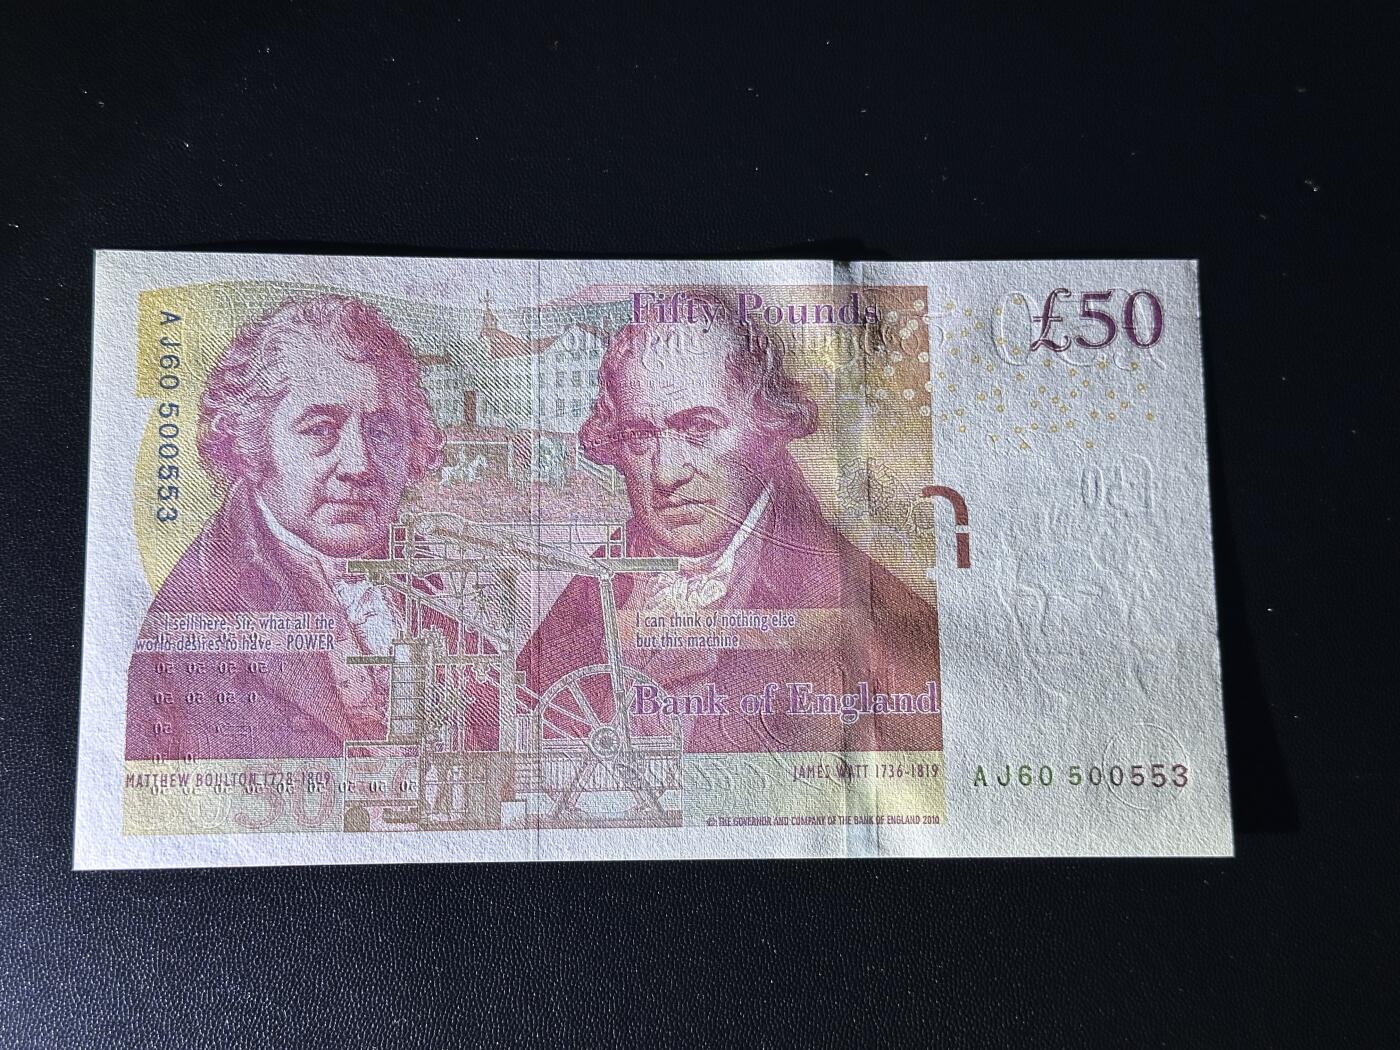 Fifty Pounds
£50
AJ60 500553
I sell here, Sir, what all the
world desires to have - POWER
I can think of nothing else
but this machine
Bank of England
MATTHEW BOULTON 1728-1809
JAMES WATT 1736-1819
AJ60 500553
© THE GOVERNOR AND COMPANY OF THE BANK OF ENGLAND 2010
50